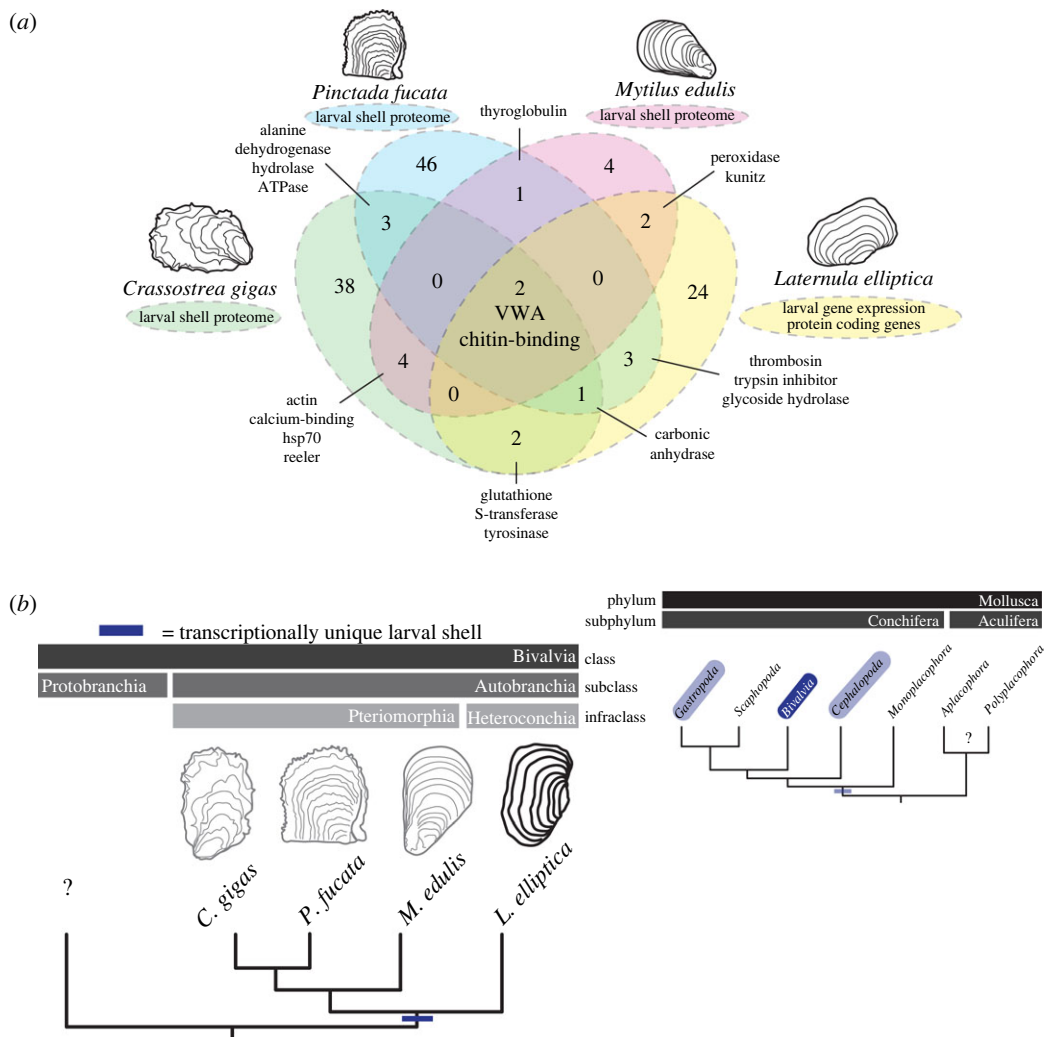 (a)
Pinctada fucata
larval shell proteome
Mytilus edulis
larval shell proteome
thyroglobulin
alanine
dehydrogenase
hydrolase
ATPase
peroxidase
kunitz
46
4
1
3
2
Crassostrea gigas
larval shell proteome
Laternula elliptica
larval gene expression
protein coding genes
38
0
2
0
24
VWA
chitin-binding
4
3
0
1
thrombosin
trypsin inhibitor
glycoside hydrolase
actin
calcium-binding
hsp70
reeler
carbonic
anhydrase
2
glutathione
S-transferase
tyrosinase
(b)
= transcriptionally unique larval shell
Bivalvia
class
Protobranchia
Autobranchia
subclass
Pteriomorphia
Heteroconchia
infraclass
?
C. gigas
P. fucata
M. edulis
L. elliptica
phylum
Mollusca
subphylum
Conchifera
Aculifera
Gastropoda
Scaphopoda
Bivalvia
Cephalopoda
Monoplacophora
Aplacophora
Polyplacophora
?